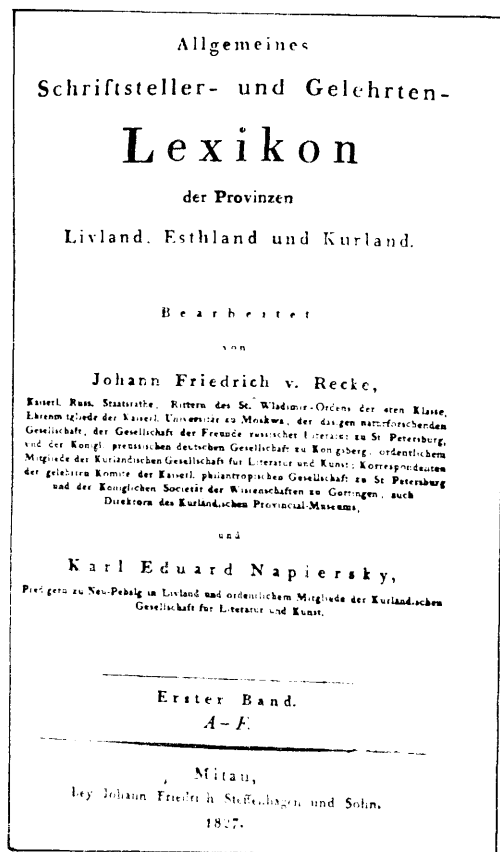 Allgemeines
Schriftsteller- und Gelehrten-
Lexikon
der Provinzen
Livland, Esthland und Kurland.
Bearbeitet
von
Johann Friedrich v. Recke,
Kaiserl. Russ. Staatsrathe, Rittern des St. Wladimir-Ordens der 4ten Klasse,
Ehrenmitgliede der Kaiserl. Universität zu Moskwa, der dasigen naturforschenden
Gesellschaft, der Gesellschaft der Freunde russischer Literatur zu St Petersburg,
und der Königl. preussischen deutschen Gesellschaft zu Königsberg, ordentlichem
Mitgliede der Kurländischen Gesellschaft für Literatur und Kunst; Korrespondenten
der gelehrten Komite der Kaiserl. philantropischen Gesellschaft zu St Petersburg
und der Königlichen Societät der Wissenschaften zu Göttingen, auch
Direktorn des Kurländischen Provincial-Museums,
und
Karl Eduard Napiersky,
Predigern zu Neu-Pebalg in Livland und ordentlichem Mitgliede der Kurländischen
Gesellschaft für Literatur und Kunst.
Erster Band.
A-F.
Mitau,
bey Johann Friedrich Steffenhagen und Sohn.
1827.